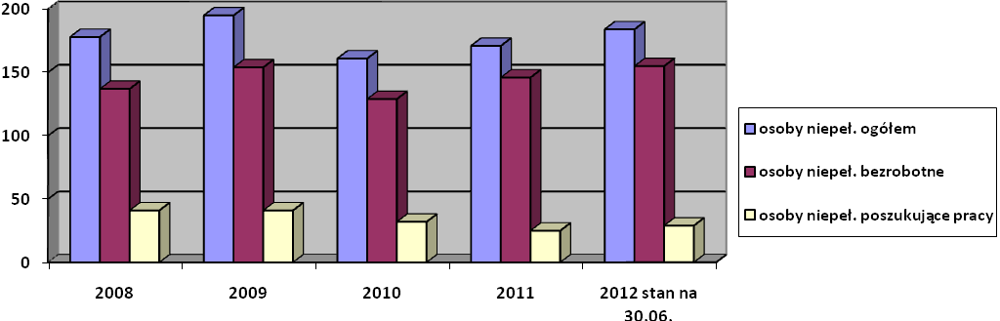 200
150
100
50
0
2008
2009
2010
2011
2012 stan na
30.06.
osoby niepeł. ogółem
osoby niepeł. bezrobotne
osoby niepeł. poszukujące pracy